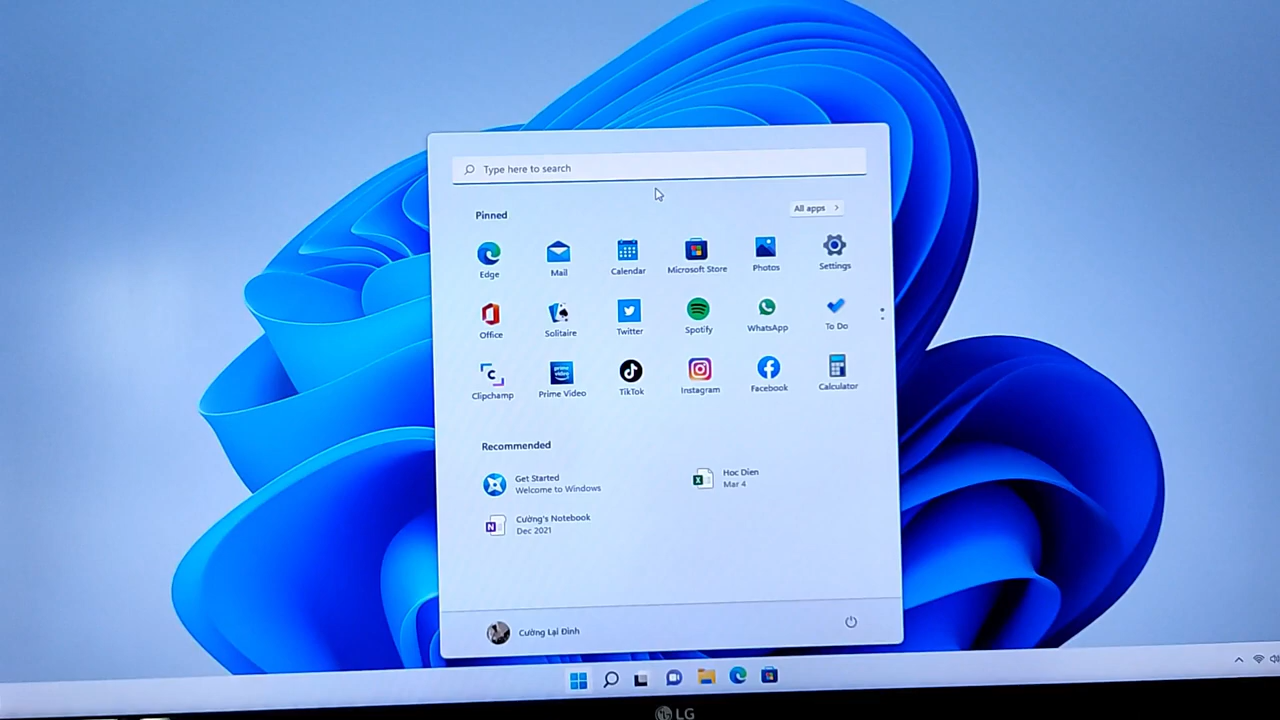 Type here to search
Pinned
All apps >
Edge
Mail
Calendar
Microsoft Store
Photos
Settings
Office
Solitaire
Twitter
Spotify
WhatsApp
To Do
Clipchamp
prime video
Prime Video
TikTok
Instagram
Facebook
Calculator
Recommended
Get Started
Welcome to Windows
Hoc Dien
Mar 4
Cường's Notebook
Dec 2021
Cường Lại Đình
LG